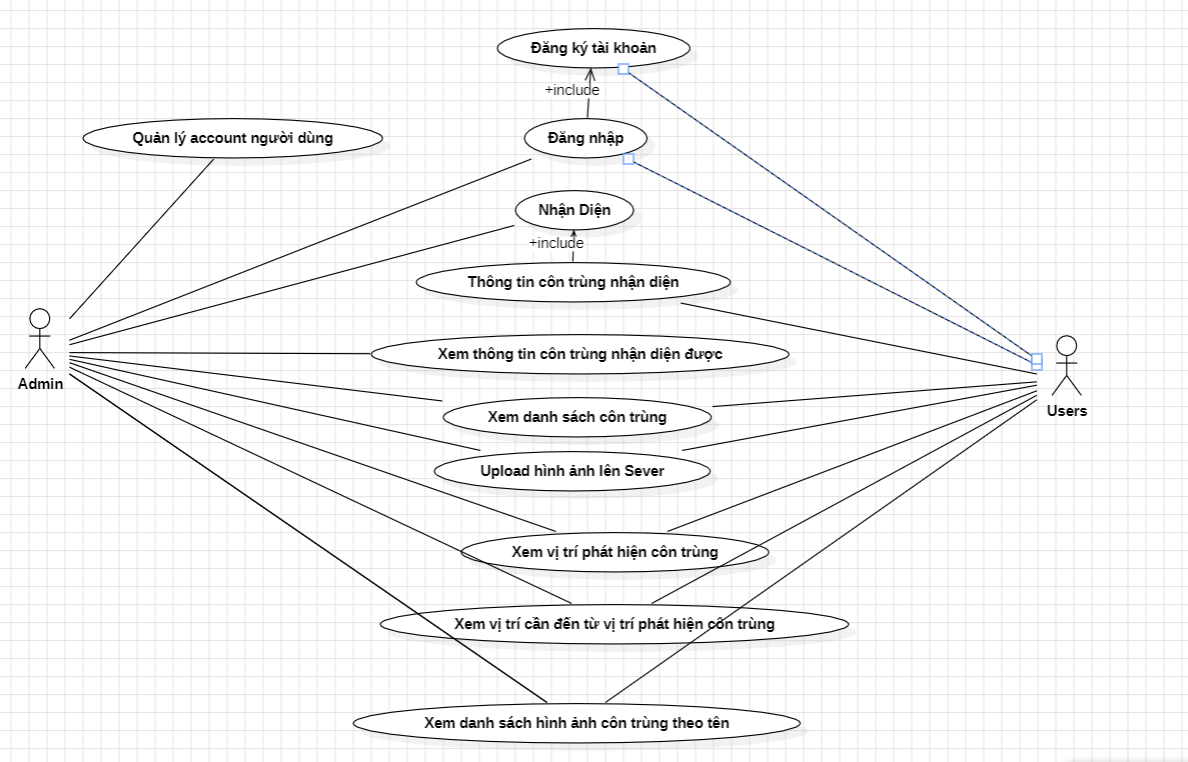 Đăng ký tài khoản
+include
Quản lý account người dùng
Đăng nhập
Nhận Diện
+include
Thông tin côn trùng nhận diện
Xem thông tin côn trùng nhận diện được
Admin
Users
Xem danh sách côn trùng
Upload hình ảnh lên Sever
Xem vị trí phát hiện côn trùng
Xem vị trí cần đến từ vị trí phát hiện côn trùng
Xem danh sách hình ảnh côn trùng theo tên